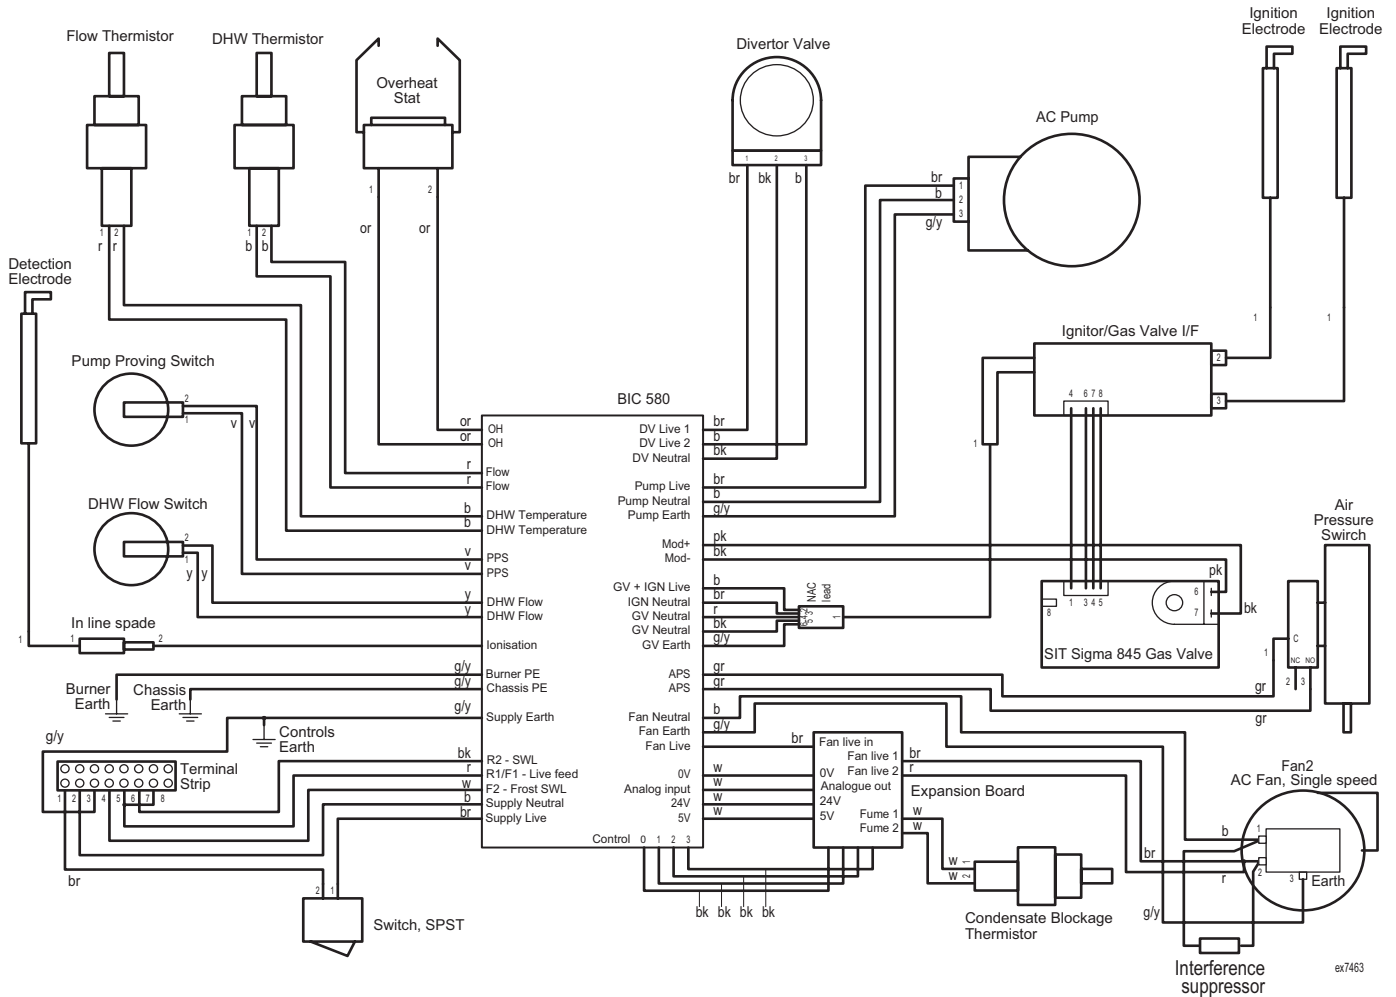 Flow Thermistor
DHW Thermistor
Overheat
Stat
Divertor Valve
AC Pump
Ignition
Electrode
Ignition
Electrode
1 2
r r
1 2
b b
1
2
or
or
1 2 3
br bk b
br
b
g/y
1
2
3
Detection
Electrode
Pump Proving Switch
2
1
v v
DHW Flow Switch
2
1
y y
In line spade
1
1
2
Burner
Earth
Chassis
Earth
Controls
Earth
g/y
Terminal
Strip
1 2 3 4 5 6 7 8
br
2 1
Switch, SPST
BIC 580
or OH
or OH
r Flow
r Flow
b DHW Temperature
b DHW Temperature
v PPS
v PPS
y DHW Flow
y DHW Flow
Ionisation
g/y Burner PE
g/y Chassis PE
g/y Supply Earth
bk R2 - SWL
r R1/F1 - Live feed
w F2 - Frost SWL
b Supply Neutral
br Supply Live
DV Live 1 br
DV Live 2 b
DV Neutral bk
Pump Live br
Pump Neutral b
Pump Earth g/y
Mod+ pk
Mod- bk
GV + IGN Live b
IGN Neutral br
GV Neutral r
GV Neutral bk
GV Earth g/y
APS gr
APS gr
Fan Neutral b
Fan Earth g/y
Fan Live
0V w
Analog input w
24V w
5V w
Control 0 1 2 3
bk bk bk bk
NAC
lead
1
Ignitor/Gas Valve I/F
2
3
1
1
1
4 6 7 8
1 3 4 5
8
6
7
pk
bk
SIT Sigma 845 Gas Valve
Air
Pressure
Swirch
C
NC NO
1
2 3
gr
gr
br
Fan live in
Fan live 1 br
Fan live 2 r
0V
Analogue out
24V
5V
Fume 1 w
Fume 2 w
Expansion Board
w 1
w 2
Condensate Blockage
Thermistor
Fan2
AC Fan, Single speed
b
br
r
g/y
1
2
3
Earth
Interference
suppressor
ex7463